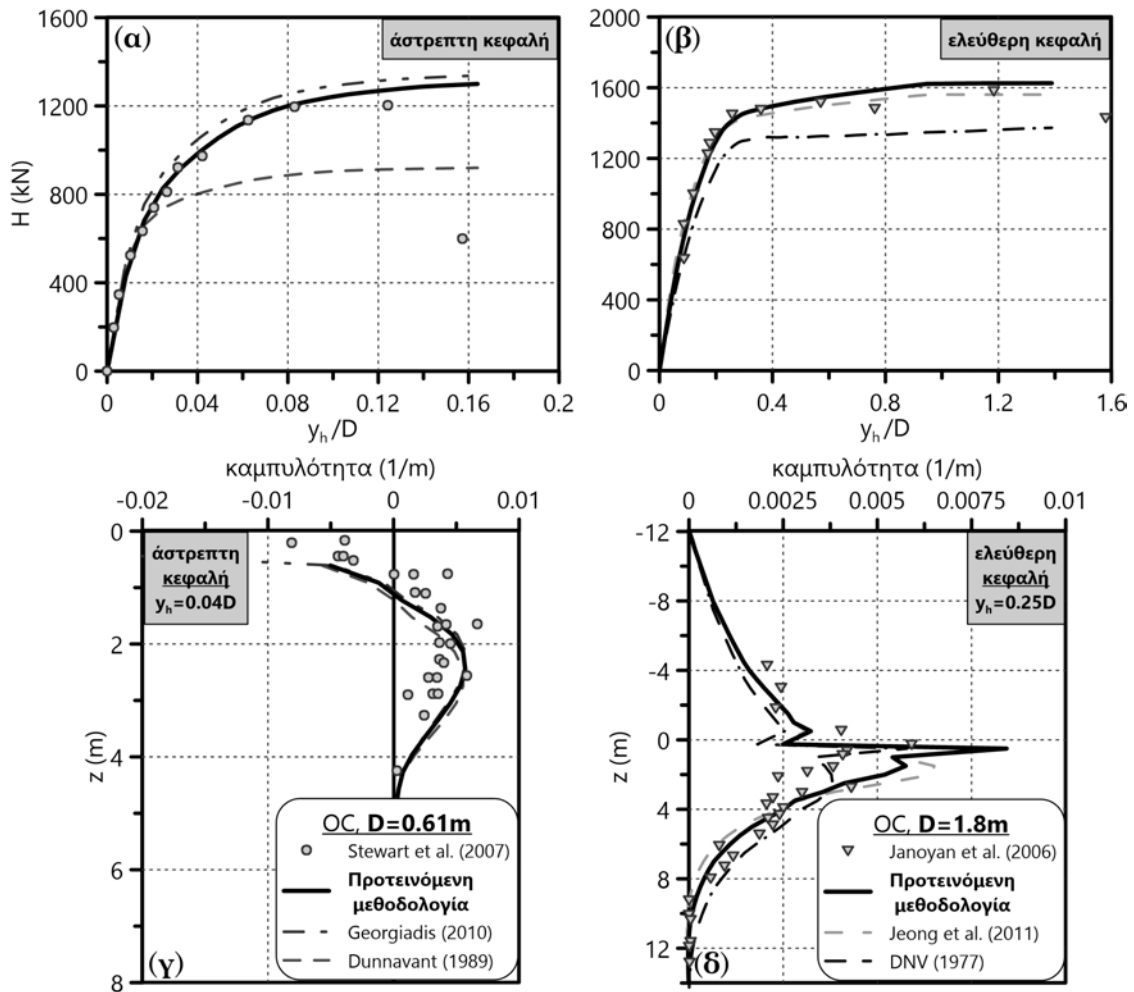 (α)
άστρεπτη κεφαλή
1600
1200
800
400
0
H (kN)
0
0.04
0.08
0.12
0.16
0.2
y_h/D
(β)
ελεύθερη κεφαλή
2000
1600
1200
800
400
0
0
0.4
0.8
1.2
1.6
y_h/D
καμπυλότητα (1/m)
-0.02
-0.01
0
0.01
0
2
4
6
8
z (m)
άστρεπτη
κεφαλή
y_h=0.04D
OC, D=0.61m
Stewart et al. (2007)
Προτεινόμενη
μεθοδολογία
Georgiadis (2010)
Dunnavant (1989)
(γ)
καμπυλότητα (1/m)
0
0.0025
0.005
0.0075
0.01
-12
-8
-4
0
4
8
12
z (m)
ελεύθερη
κεφαλή
y_h=0.25D
OC, D=1.8m
Janoyan et al. (2006)
Προτεινόμενη
μεθοδολογία
Jeong et al. (2011)
DNV (1977)
(δ)